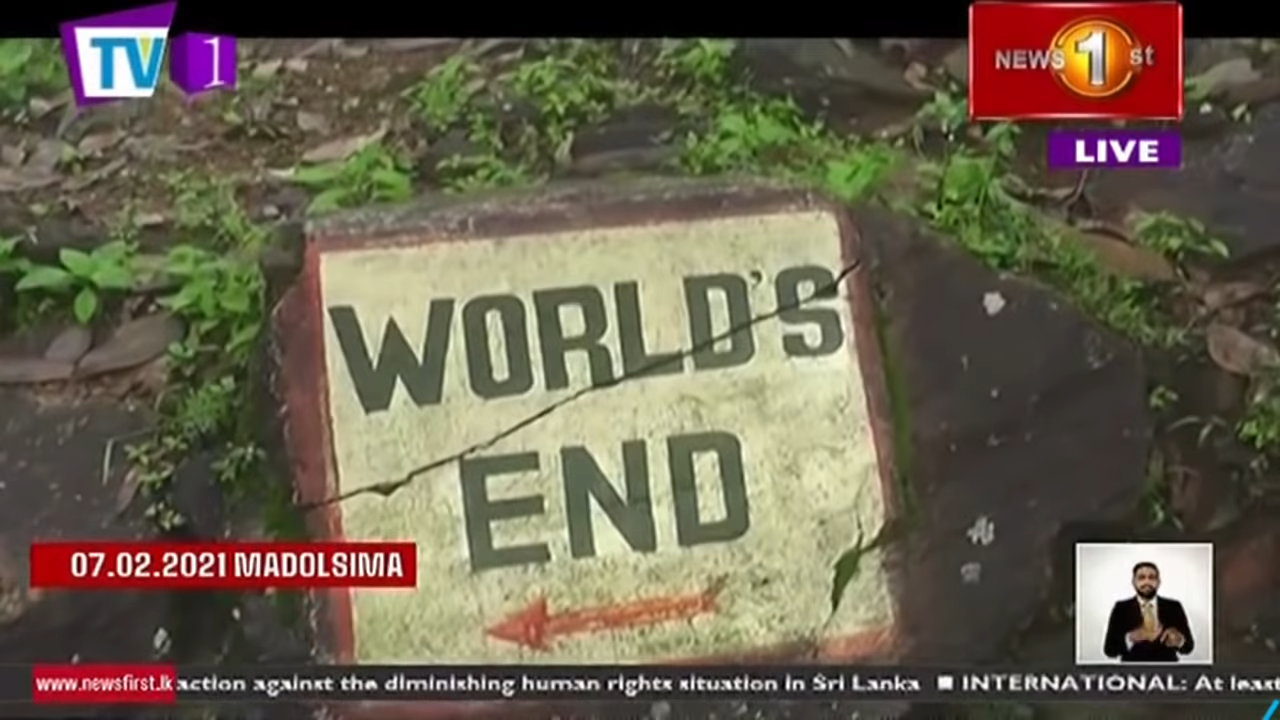 TV 1
NEWS 1st
LIVE
WORLD'S
END
07.02.2021 MADOLSIMA
www.newsfirst.lk action against the diminishing human rights situation in Sri Lanka ■ INTERNATIONAL: At least